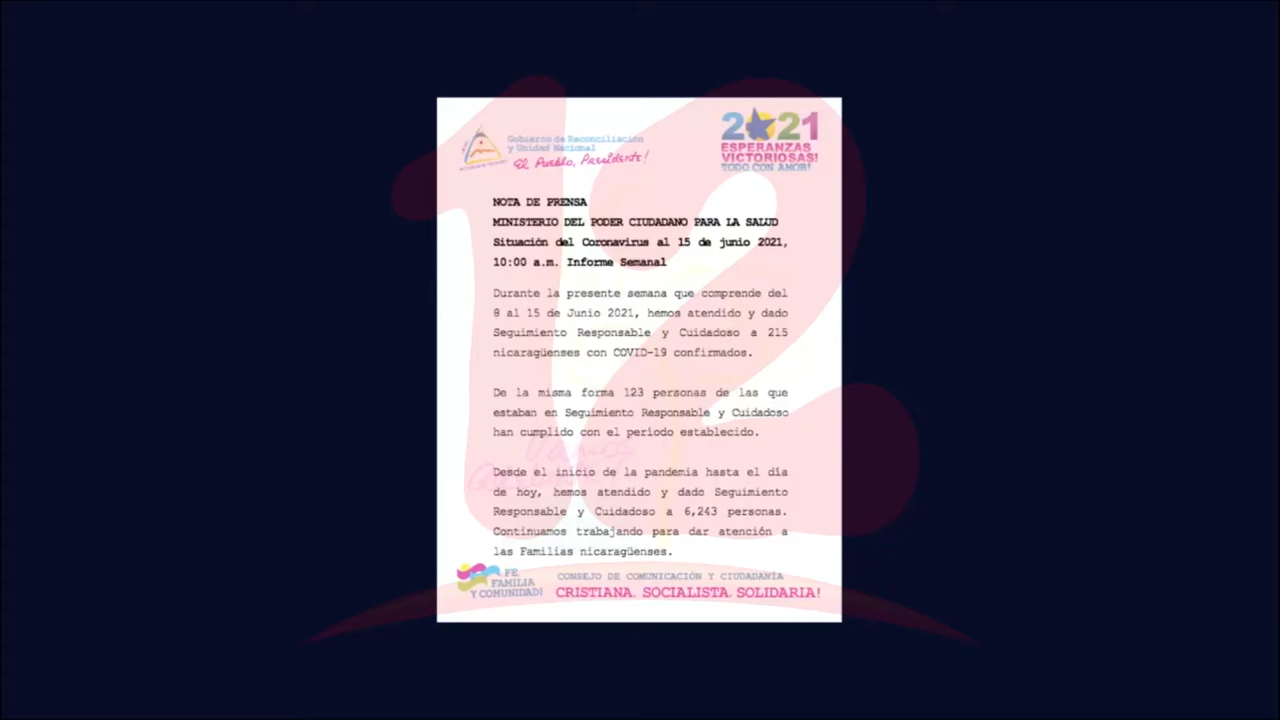 12
Gobierno de Reconciliación
y Unidad Nacional
El Pueblo, Presidente!
2021
ESPERANZAS
VICTORIOSAS!
TODO CON AMOR!
NOTA DE PRENSA
MINISTERIO DEL PODER CIUDADANO PARA LA SALUD
Situación del Coronavirus al 15 de junio 2021,
10:00 a.m. Informe Semanal
Durante la presente semana que comprende del
8 al 15 de Junio 2021, hemos atendido y dado
Seguimiento Responsable y Cuidadoso a 215
nicaragüenses con COVID-19 confirmados.
De la misma forma 123 personas de las que
estaban en Seguimiento Responsable y Cuidadoso
han cumplido con el periodo establecido.
Desde el inicio de la pandemia hasta el día
de hoy, hemos atendido y dado Seguimiento
Responsable y Cuidadoso a 6,243 personas.
Continuamos trabajando para dar atención a
las Familias nicaragüenses.
FE,
FAMILIA
Y COMUNIDAD!
CONSEJO DE COMUNICACIÓN Y CIUDADANÍA
CRISTIANA, SOCIALISTA, SOLIDARIA!